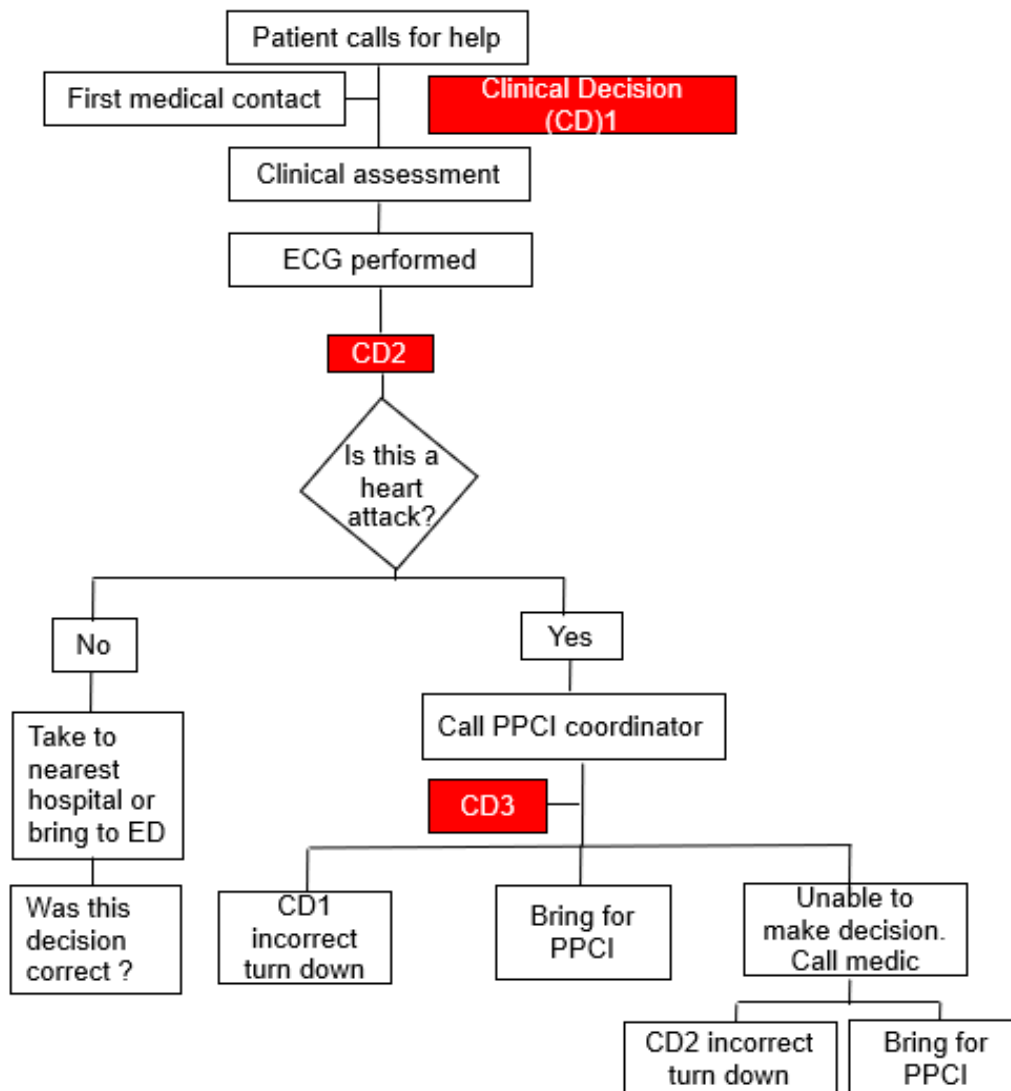 Patient calls for help
First medical contact
Clinical Decision
(CD)1
Clinical assessment
ECG performed
CD2
Is this a
heart
attack?
No
Yes
Take to
nearest
hospital or
bring to ED
Call PPCI coordinator
CD3
Was this
decision
correct ?
CD1
incorrect
turn down
Bring for
PPCI
Unable to
make decision.
Call medic
CD2 incorrect
turn down
Bring for
PPCI